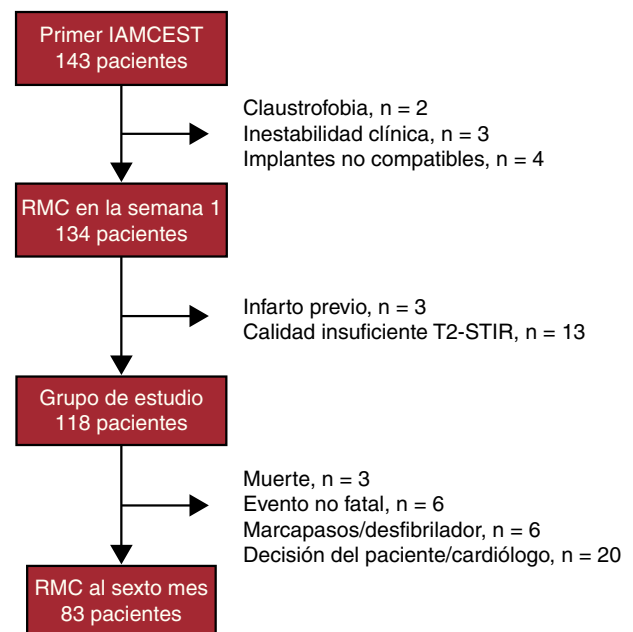 Primer IAMCEST
143 pacientes
Claustrofobia, n = 2
Inestabilidad clínica, n = 3
Implantes no compatibles, n = 4
RMC en la semana 1
134 pacientes
Infarto previo, n = 3
Calidad insuficiente T2-STIR, n = 13
Grupo de estudio
118 pacientes
Muerte, n = 3
Evento no fatal, n = 6
Marcapasos/desfibrilador, n = 6
Decisión del paciente/cardiólogo, n = 20
RMC al sexto mes
83 pacientes